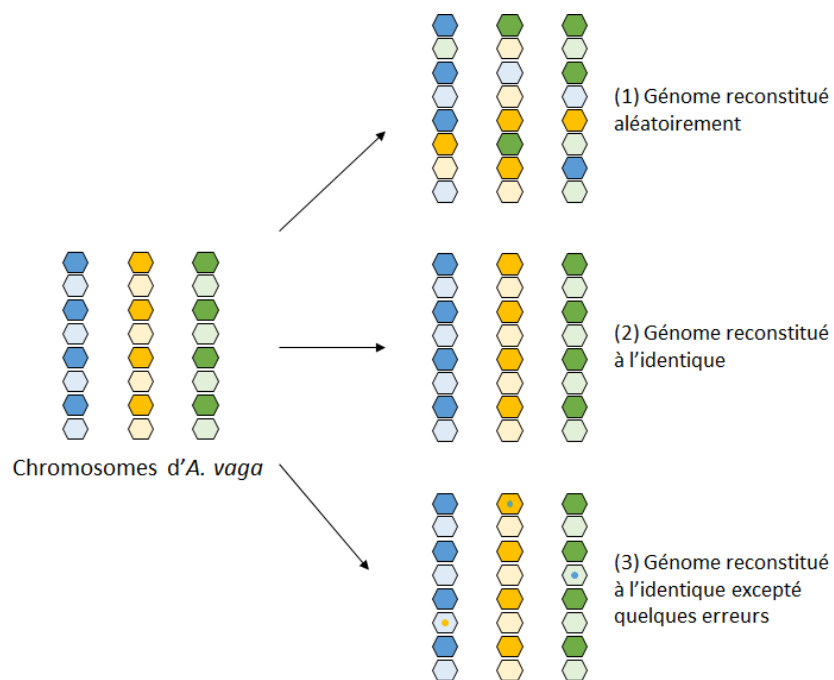 (1) Génome reconstitué
aléatoirement
(2) Génome reconstitué
à l'identique
Chromosomes d'A. vaga
(3) Génome reconstitué
à l'identique excepté
quelques erreurs